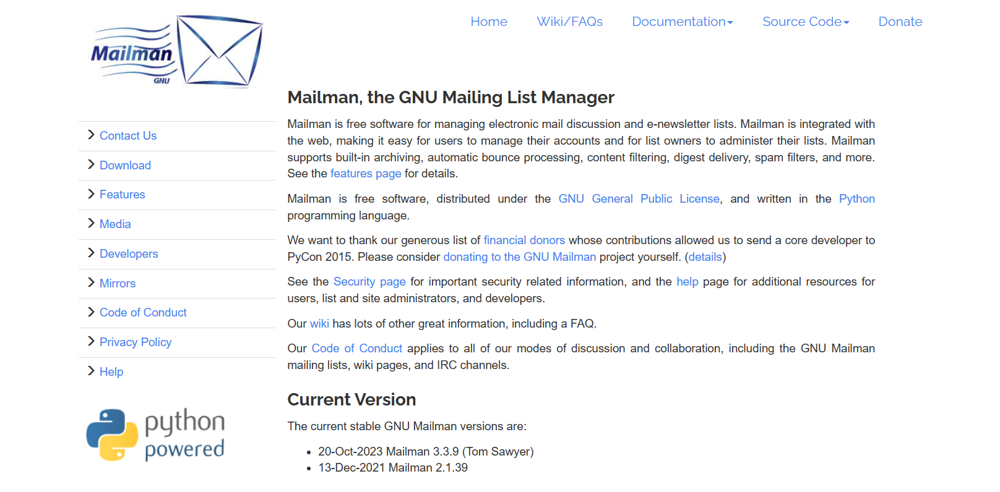 Mailman
GNU
Home
Wiki/FAQs
Documentation
Source Code
Donate
Contact Us
Download
Features
Media
Developers
Mirrors
Code of Conduct
Privacy Policy
Help
python
powered
Mailman, the GNU Mailing List Manager
Mailman is free software for managing electronic mail discussion and e-newsletter lists. Mailman is integrated with
the web, making it easy for users to manage their accounts and for list owners to administer their lists. Mailman
supports built-in archiving, automatic bounce processing, content filtering, digest delivery, spam filters, and more.
See the features page for details.
Mailman is free software, distributed under the GNU General Public License, and written in the Python
programming language.
We want to thank our generous list of financial donors whose contributions allowed us to send a core developer to
PyCon 2015. Please consider donating to the GNU Mailman project yourself. (details)
See the Security page for important security related information, and the help page for additional resources for
users, list and site administrators, and developers.
Our wiki has lots of other great information, including a FAQ.
Our Code of Conduct applies to all of our modes of discussion and collaboration, including the GNU Mailman
mailing lists, wiki pages, and IRC channels.
Current Version
The current stable GNU Mailman versions are:
• 20-Oct-2023 Mailman 3.3.9 (Tom Sawyer)
• 13-Dec-2021 Mailman 2.1.39